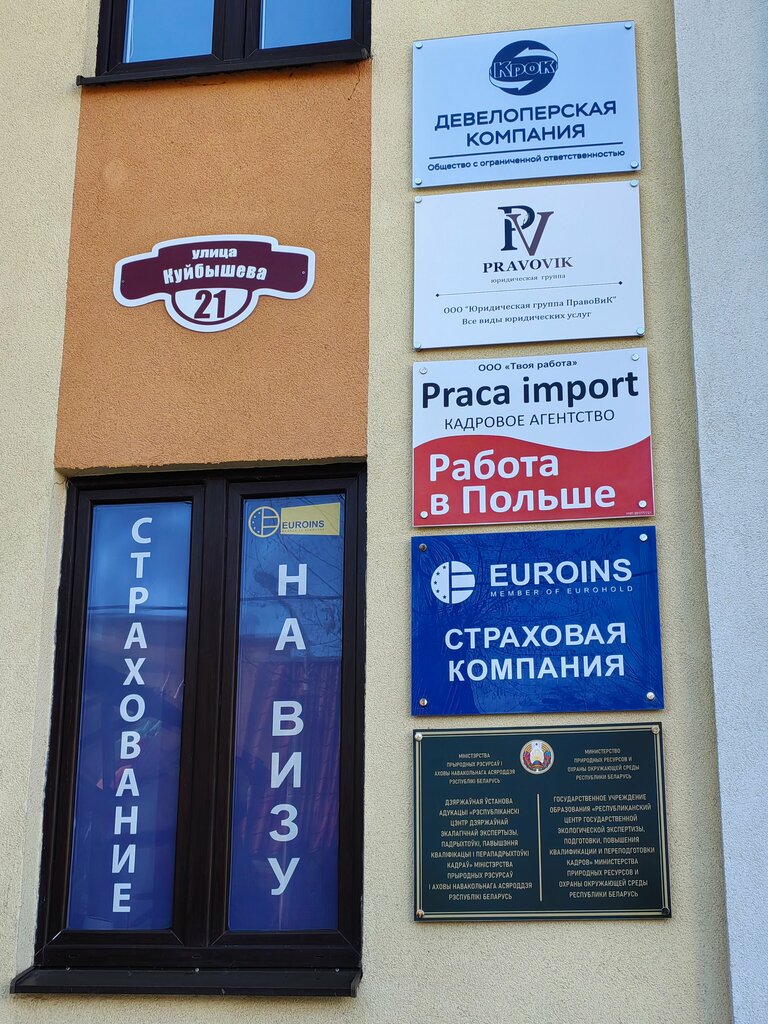 улица
Куйбышева
21
СТРАХОВАНИЕ
EUROINS
НА ВИЗУ
Крок
ДЕВЕЛОПЕРСКАЯ
КОМПАНИЯ
Общество с ограниченной ответственностью
PV
PRAVOVIK
юридическая группа
ООО "Юридическая группа ПравоВиК"
Все виды юридических услуг
ООО «Твоя работа»
Praca import
КАДРОВОЕ АГЕНТСТВО
Работа
в Польше
EUROINS
MEMBER OF EUROHOLD
СТРАХОВАЯ
КОМПАНИЯ
МІНІСТЭРСТВА
ПРЫРОДНЫХ РЭСУРСАЎ І
АХОВЫ НАВАКОЛЬНАГА АСЯРОДДЗЯ
РЭСПУБЛІКІ БЕЛАРУСЬ
ДЗЯРЖАЎНАЯ ЎСТАНОВА
АДУКАЦЫІ «РЭСПУБЛІКАНСКІ
ЦЭНТР ДЗЯРЖАЎНАЙ
ЭКАЛАГІЧНАЙ ЭКСПЕРТЫЗЫ,
ПАДРЫХТОЎКІ, ПАВЫШЭННЯ
КВАЛІФІКАЦЫІ І ПЕРАПАДРЫХТОЎКІ
КАДРАЎ» МІНІСТЭРСТВА
ПРЫРОДНЫХ РЭСУРСАЎ
І АХОВЫ НАВАКОЛЬНАГА АСЯРОДДЗЯ
РЭСПУБЛІКІ БЕЛАРУСЬ
МИНИСТЕРСТВО
ПРИРОДНЫХ РЕСУРСОВ И
ОХРАНЫ ОКРУЖАЮЩЕЙ СРЕДЫ
РЕСПУБЛИКИ БЕЛАРУСЬ
ГОСУДАРСТВЕННОЕ УЧРЕЖДЕНИЕ
ОБРАЗОВАНИЯ «РЕСПУБЛИКАНСКИЙ
ЦЕНТР ГОСУДАРСТВЕННОЙ
ЭКОЛОГИЧЕСКОЙ ЭКСПЕРТИЗЫ,
ПОДГОТОВКИ, ПОВЫШЕНИЯ
КВАЛИФИКАЦИИ И ПЕРЕПОДГОТОВКИ
КАДРОВ» МИНИСТЕРСТВА
ПРИРОДНЫХ РЕСУРСОВ И
ОХРАНЫ ОКРУЖАЮЩЕЙ СРЕДЫ
РЕСПУБЛИКИ БЕЛАРУСЬ